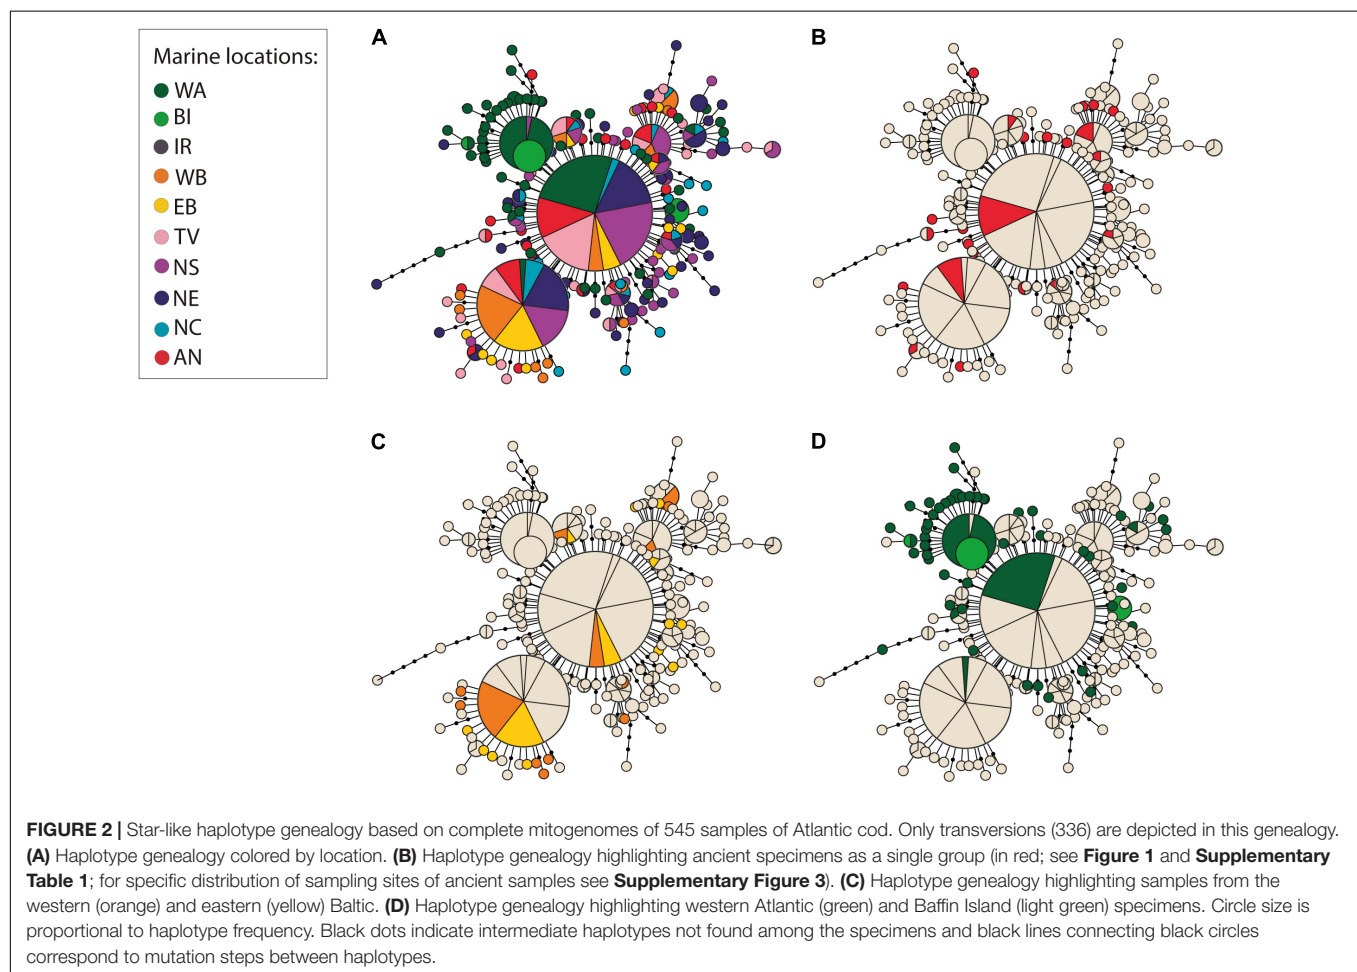 A
B
Marine locations:
WA
BI
IR
WB
EB
TV
NS
NE
NC
AN
C
D
FIGURE 2 | Star-like haplotype genealogy based on complete mitogenomes of 545 samples of Atlantic cod. Only transversions (336) are depicted in this genealogy.
(A) Haplotype genealogy colored by location. (B) Haplotype genealogy highlighting ancient specimens as a single group (in red; see Figure 1 and Supplementary
Table 1; for specific distribution of sampling sites of ancient samples see Supplementary Figure 3). (C) Haplotype genealogy highlighting samples from the
western (orange) and eastern (yellow) Baltic. (D) Haplotype genealogy highlighting western Atlantic (green) and Baffin Island (light green) specimens. Circle size is
proportional to haplotype frequency. Black dots indicate intermediate haplotypes not found among the specimens and black lines connecting black circles
correspond to mutation steps between haplotypes.